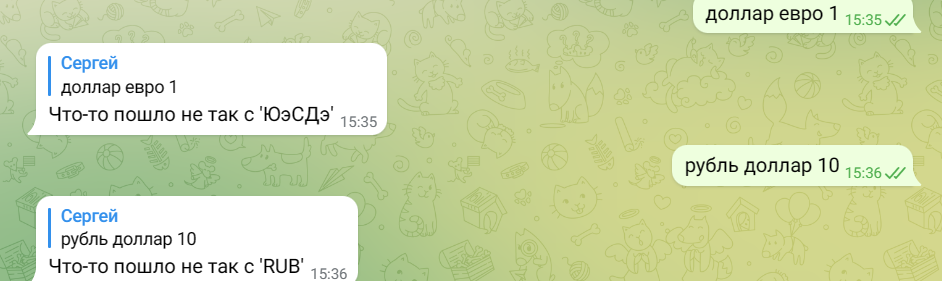 доллар евро 1 15:35
Сергей
доллар евро 1
Что-то пошло не так с 'ЮэСДэ' 15:35
рубль доллар 10 15:36
Сергей
рубль доллар 10
Что-то пошло не так с 'RUB' 15:36